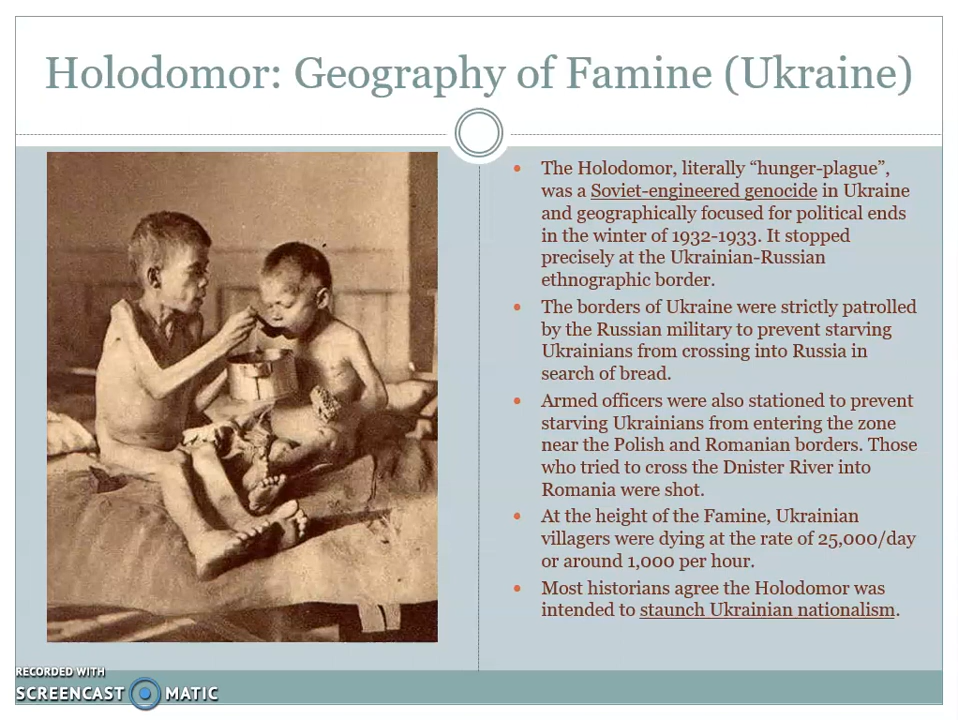 Holodomor: Geography of Famine (Ukraine)
The Holodomor, literally “hunger-plague”,
was a Soviet-engineered genocide in Ukraine
and geographically focused for political ends
in the winter of 1932-1933. It stopped
precisely at the Ukrainian-Russian
ethnographic border.
The borders of Ukraine were strictly patrolled
by the Russian military to prevent starving
Ukrainians from crossing into Russia in
search of bread.
Armed officers were also stationed to prevent
starving Ukrainians from entering the zone
near the Polish and Romanian borders. Those
who tried to cross the Dnister River into
Romania were shot.
At the height of the Famine, Ukrainian
villagers were dying at the rate of 25,000/day
or around 1,000 per hour.
Most historians agree the Holodomor was
intended to staunch Ukrainian nationalism.
RECORDED WITH
SCREENCAST MATIC